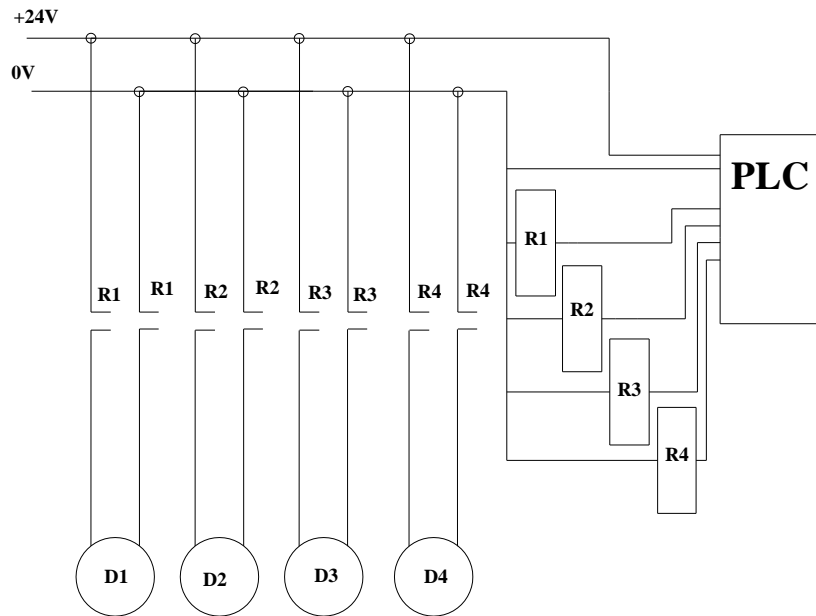 +24V
0V
PLC
R1
R2
R3
R4
R1 R1 R2 R2 R3 R3 R4 R4
D1 D2 D3 D4